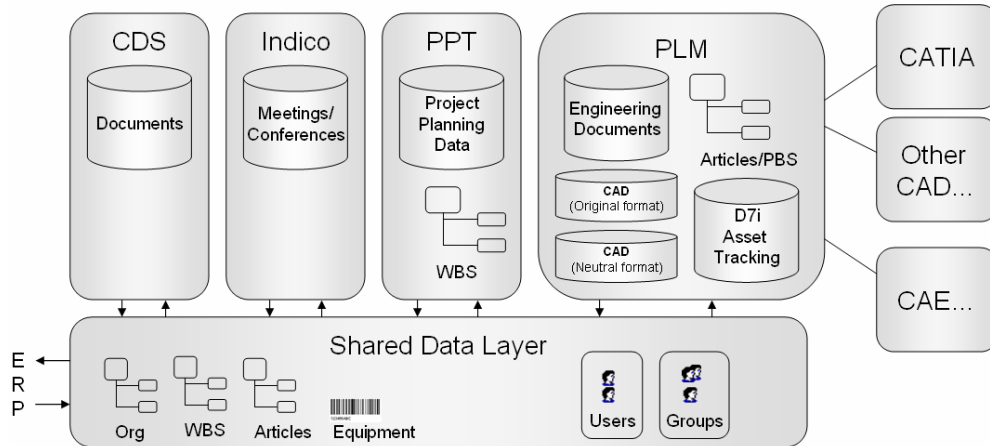 CDS
Documents
Indico
Meetings/
Conferences
PPT
Project
Planning
Data
WBS
PLM
Engineering
Documents
Articles/PBS
CAD
(Original format)
CAD
(Neutral format)
D7i
Asset
Tracking
CATIA
Other
CAD...
CAE...
Shared Data Layer
E
R
P
Org
WBS
Articles
Equipment
Users
Groups